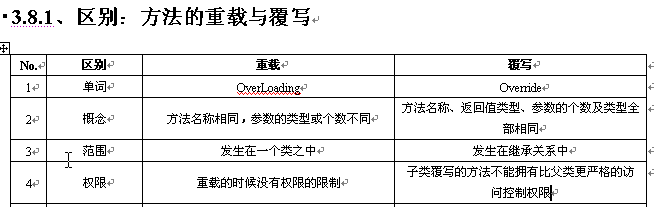 ·3.8.1、区别：方法的重载与覆写
No. 区别 重载 覆写
1 单词 OverLoading Override
2 概念 方法名称相同，参数的类型或个数不同 方法名称、返回值类型、参数的个数及类型全
部相同
3 范围 发生在一个类之中 发生在继承关系中
4 权限 重载的时候没有权限的限制 子类覆写的方法不能拥有比父类更严格的访
问控制权限